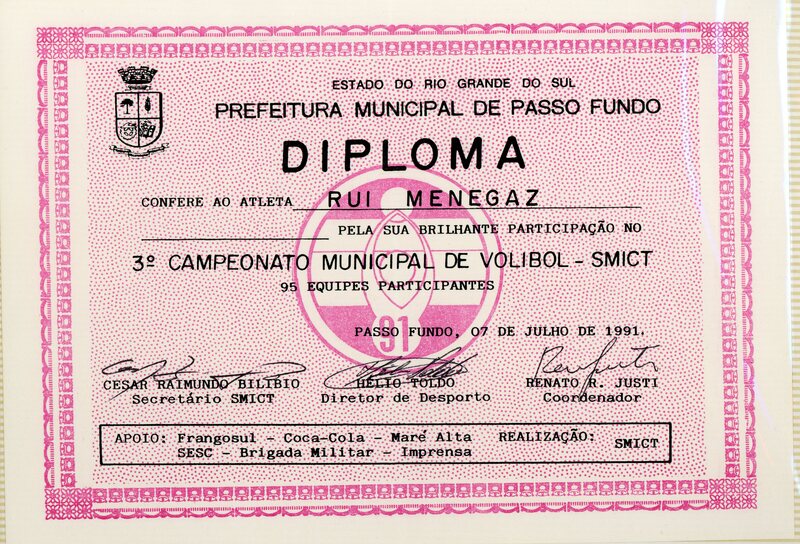 ESTADO DO RIO GRANDE DO SUL
PREFEITURA MUNICIPAL DE PASSO FUNDO
DIPLOMA
CONFERE AO ATLETA RUI MENEGAZ
PELA SUA BRILHANTE PARTICIPAÇÃO NO
3º CAMPEONATO MUNICIPAL DE VOLIBOL - SMICT
95 EQUIPES PARTICIPANTES
91
PASSO FUNDO, 07 DE JULHO DE 1991.
CESAR RAIMUNDO BILIBIO HÉLIO TOLDO RENATO R. JUSTI
Secretário SMICT Diretor de Desporto Coordenador
APOIO: Frangosul - Coca-Cola - Maré Alta REALIZAÇÃO: SMICT
SESC - Brigada Militar - Imprensa